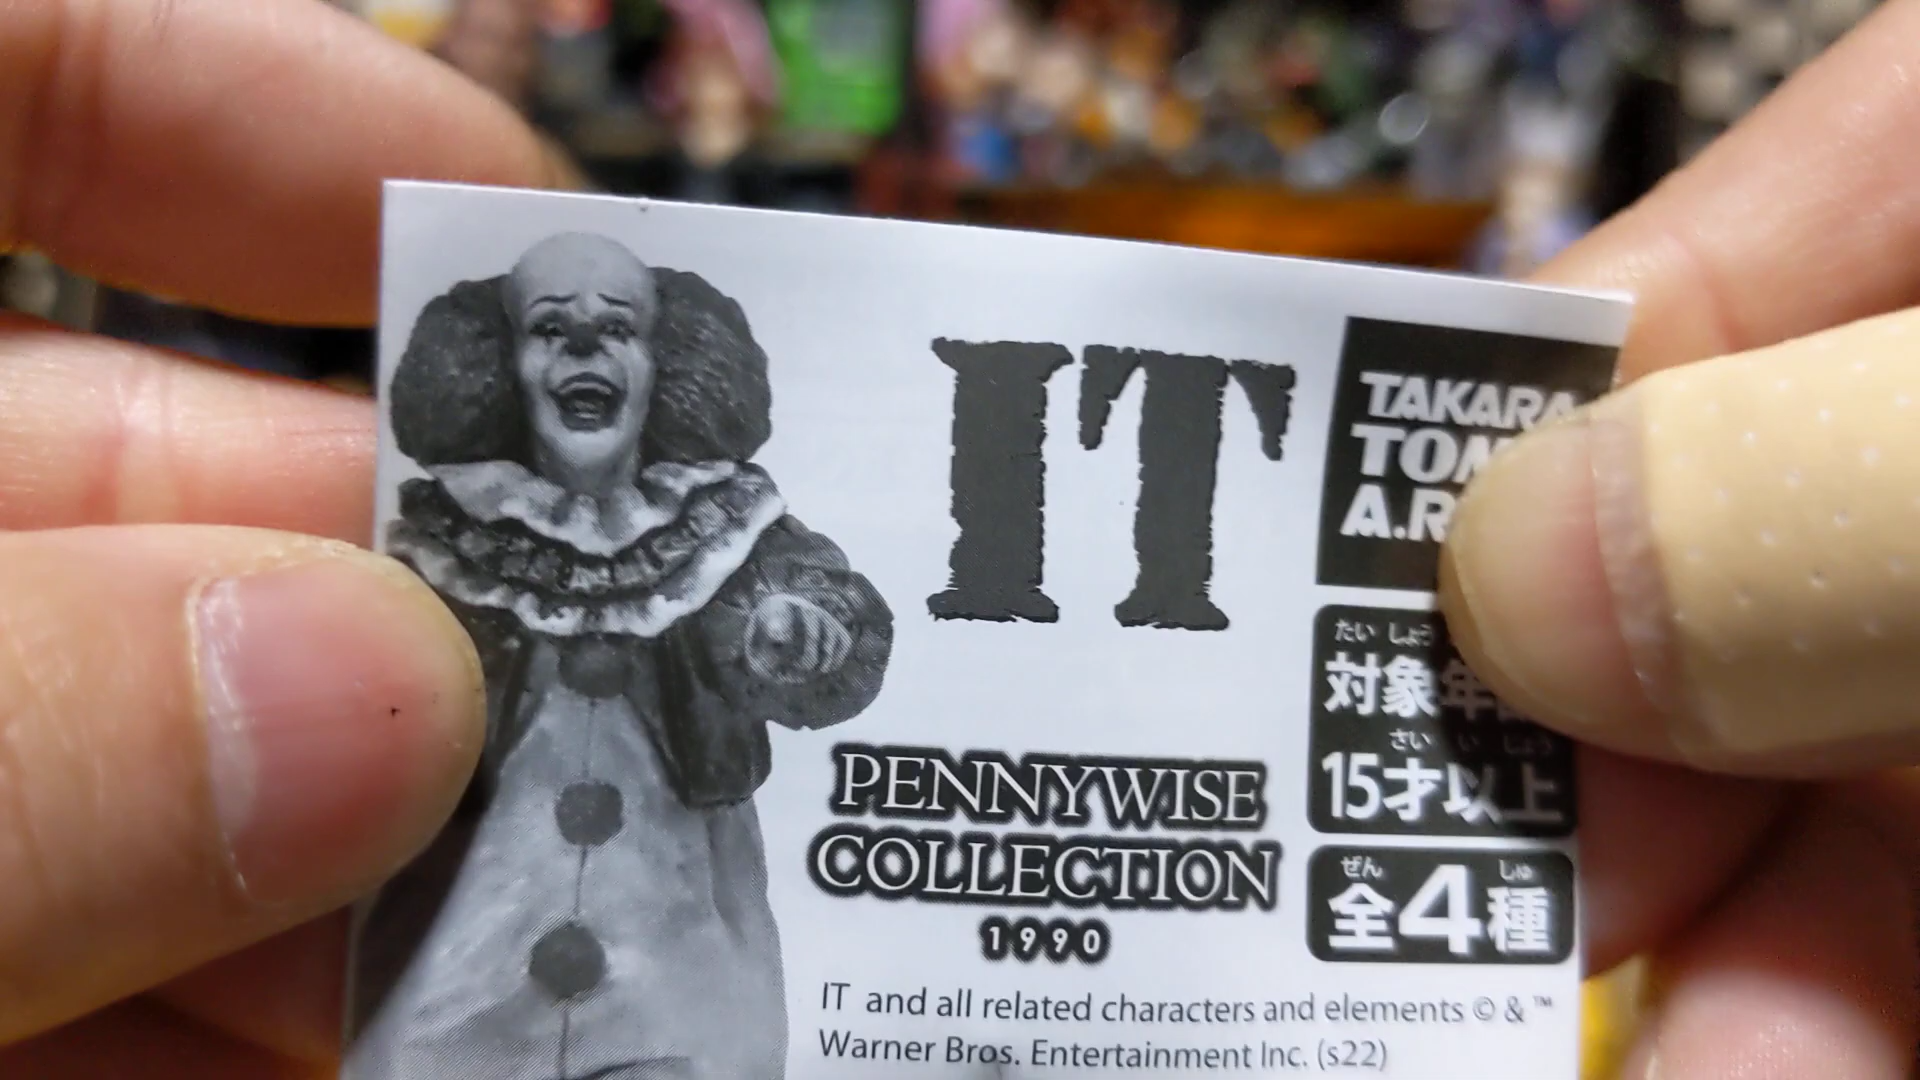 IT
TAKARA
A.R
たい しょう
対象年
さい い じょう
15才以上
ぜん しゅ
全4種
PENNYWISE
COLLECTION
1990
IT and all related characters and elements © & ™
Warner Bros. Entertainment Inc. (s22)